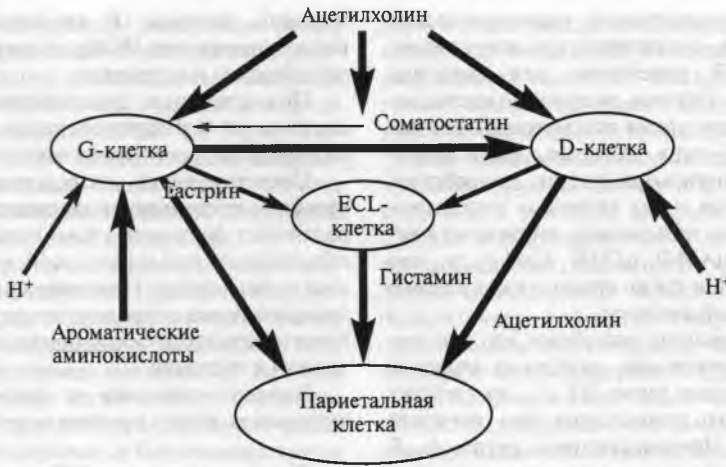 Ацетилхолин
Соматостатин
G-клетка
D-клетка
Гастрин
ECL-
клетка
H⁺
Гистамин
H⁺
Ароматические
аминокислоты
Ацетилхолин
Париетальная
клетка